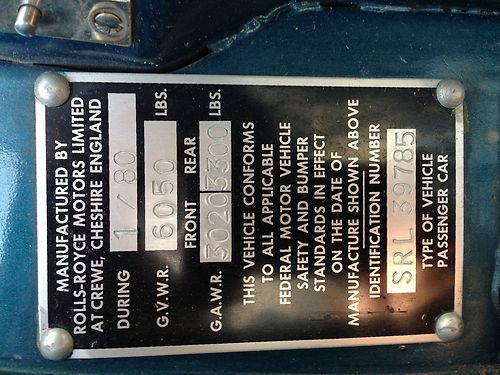 MANUFACTURED BY
ROLLS-ROYCE MOTORS LIMITED
AT CREWE, CHESHIRE ENGLAND
DURING 1/80
G.V.W.R. 6050 LBS.
FRONT REAR
G.A.W.R. 3020 3300 LBS.
THIS VEHICLE CONFORMS
TO ALL APPLICABLE
FEDERAL MOTOR VEHICLE
SAFETY AND BUMPER
STANDARDS IN EFFECT
ON THE DATE OF
MANUFACTURE SHOWN ABOVE
IDENTIFICATION NUMBER
SRL 39785
TYPE OF VEHICLE
PASSENGER CAR